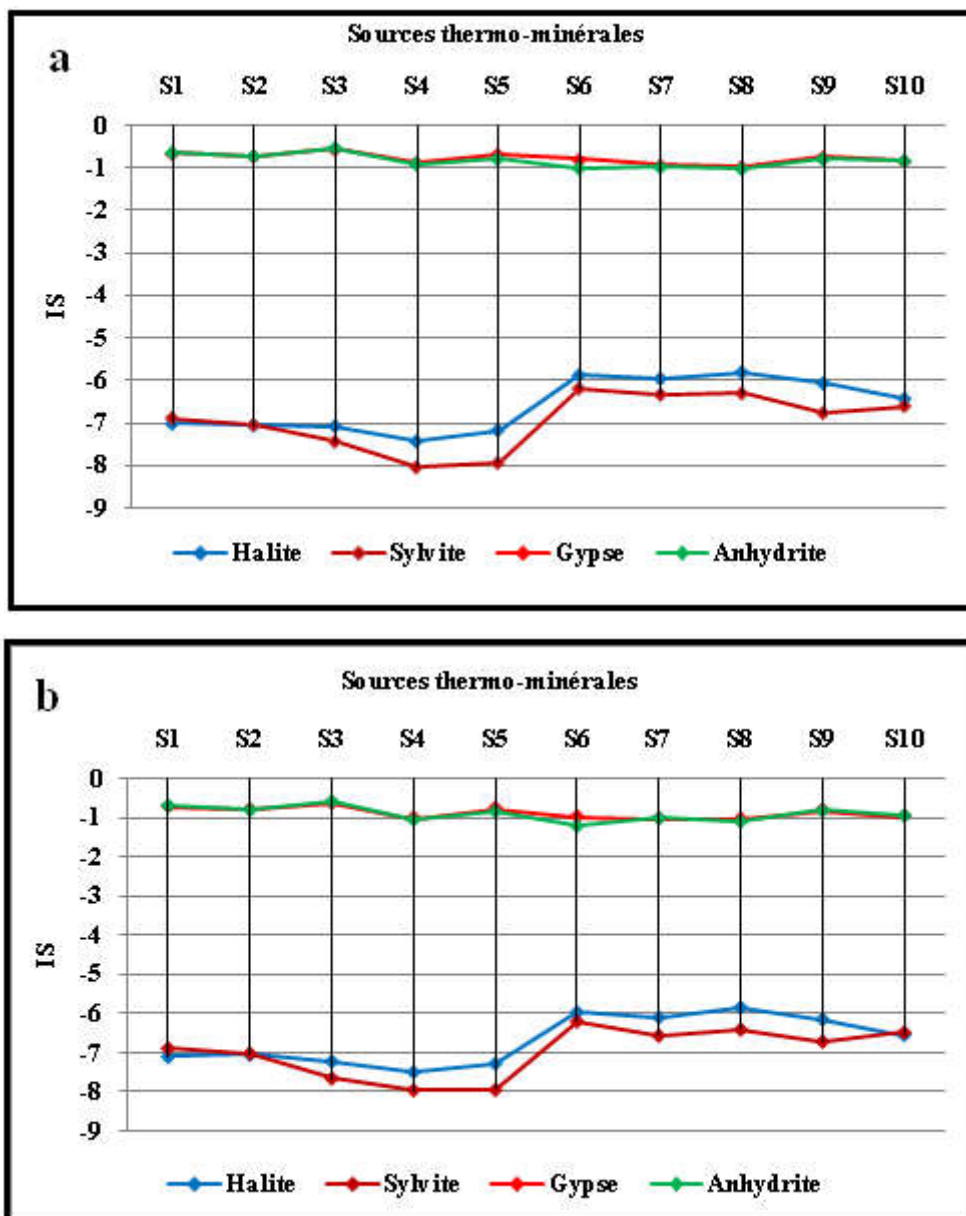 a
Sources thermo-minérales
S1 S2 S3 S4 S5 S6 S7 S8 S9 S10
0
-1
-2
-3
-4
-5
-6
-7
-8
-9
IS
Halite Sylvite Gypse Anhydrite
b
Sources thermo-minérales
S1 S2 S3 S4 S5 S6 S7 S8 S9 S10
0
-1
-2
-3
-4
-5
-6
-7
-8
-9
IS
Halite Sylvite Gypse Anhydrite